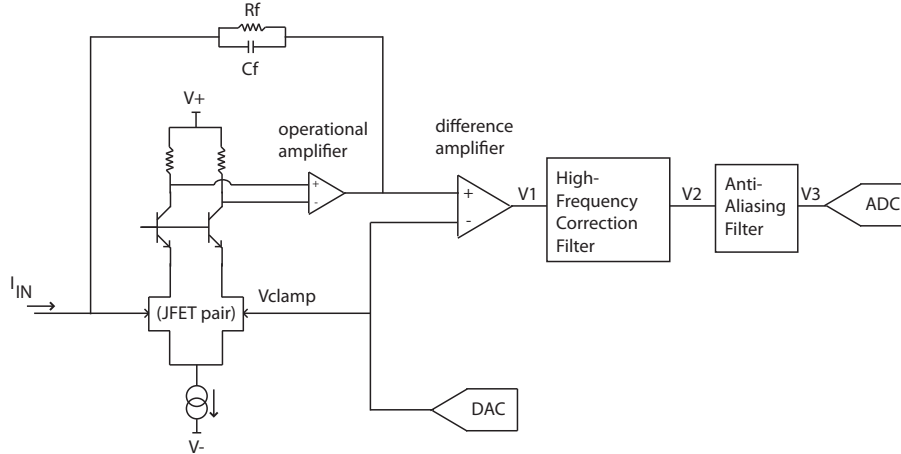 Rf
Cf
V+
operational
amplifier
difference
amplifier
+
-
+
-
V1
High-
Frequency
Correction
Filter
V2
Anti-
Aliasing
Filter
V3
ADC
IIN
(JFET pair)
Vclamp
DAC
V-